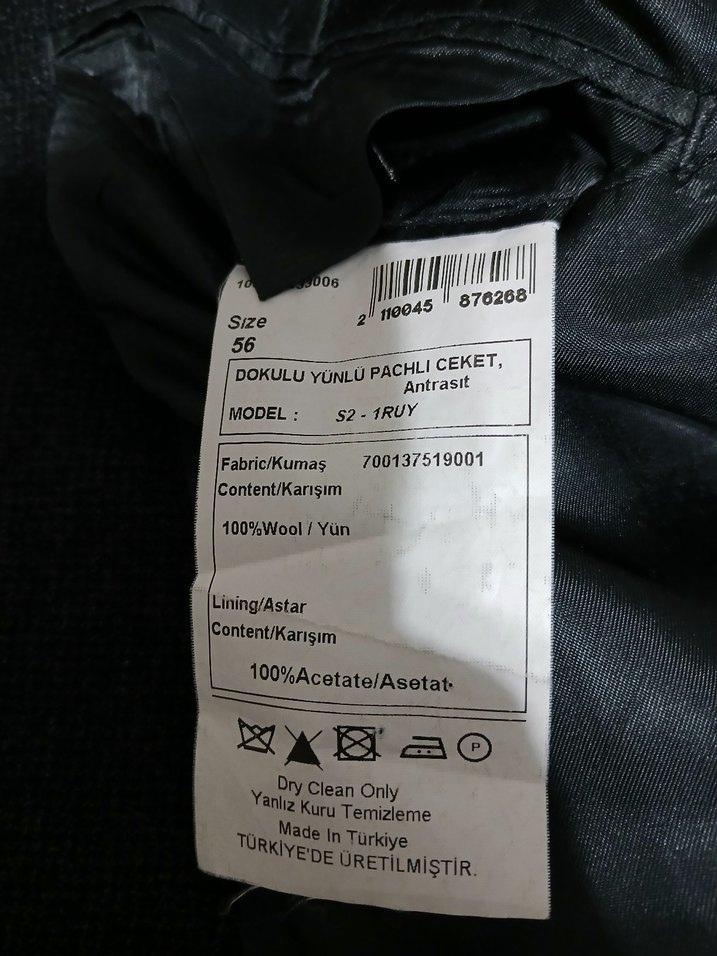 2 110045 876268
Size
56
DOKULU YÜNLÜ PACHLI CEKET,
Antrasıt
MODEL : S2 - 1RUY
Fabric/Kumaş 700137519001
Content/Karışım
100%Wool / Yün
Lining/Astar
Content/Karışım
100%Acetate/Asetat
P
Dry Clean Only
Yanlız Kuru Temizleme
Made In Türkiye
TÜRKİYE'DE ÜRETİLMİŞTİR.